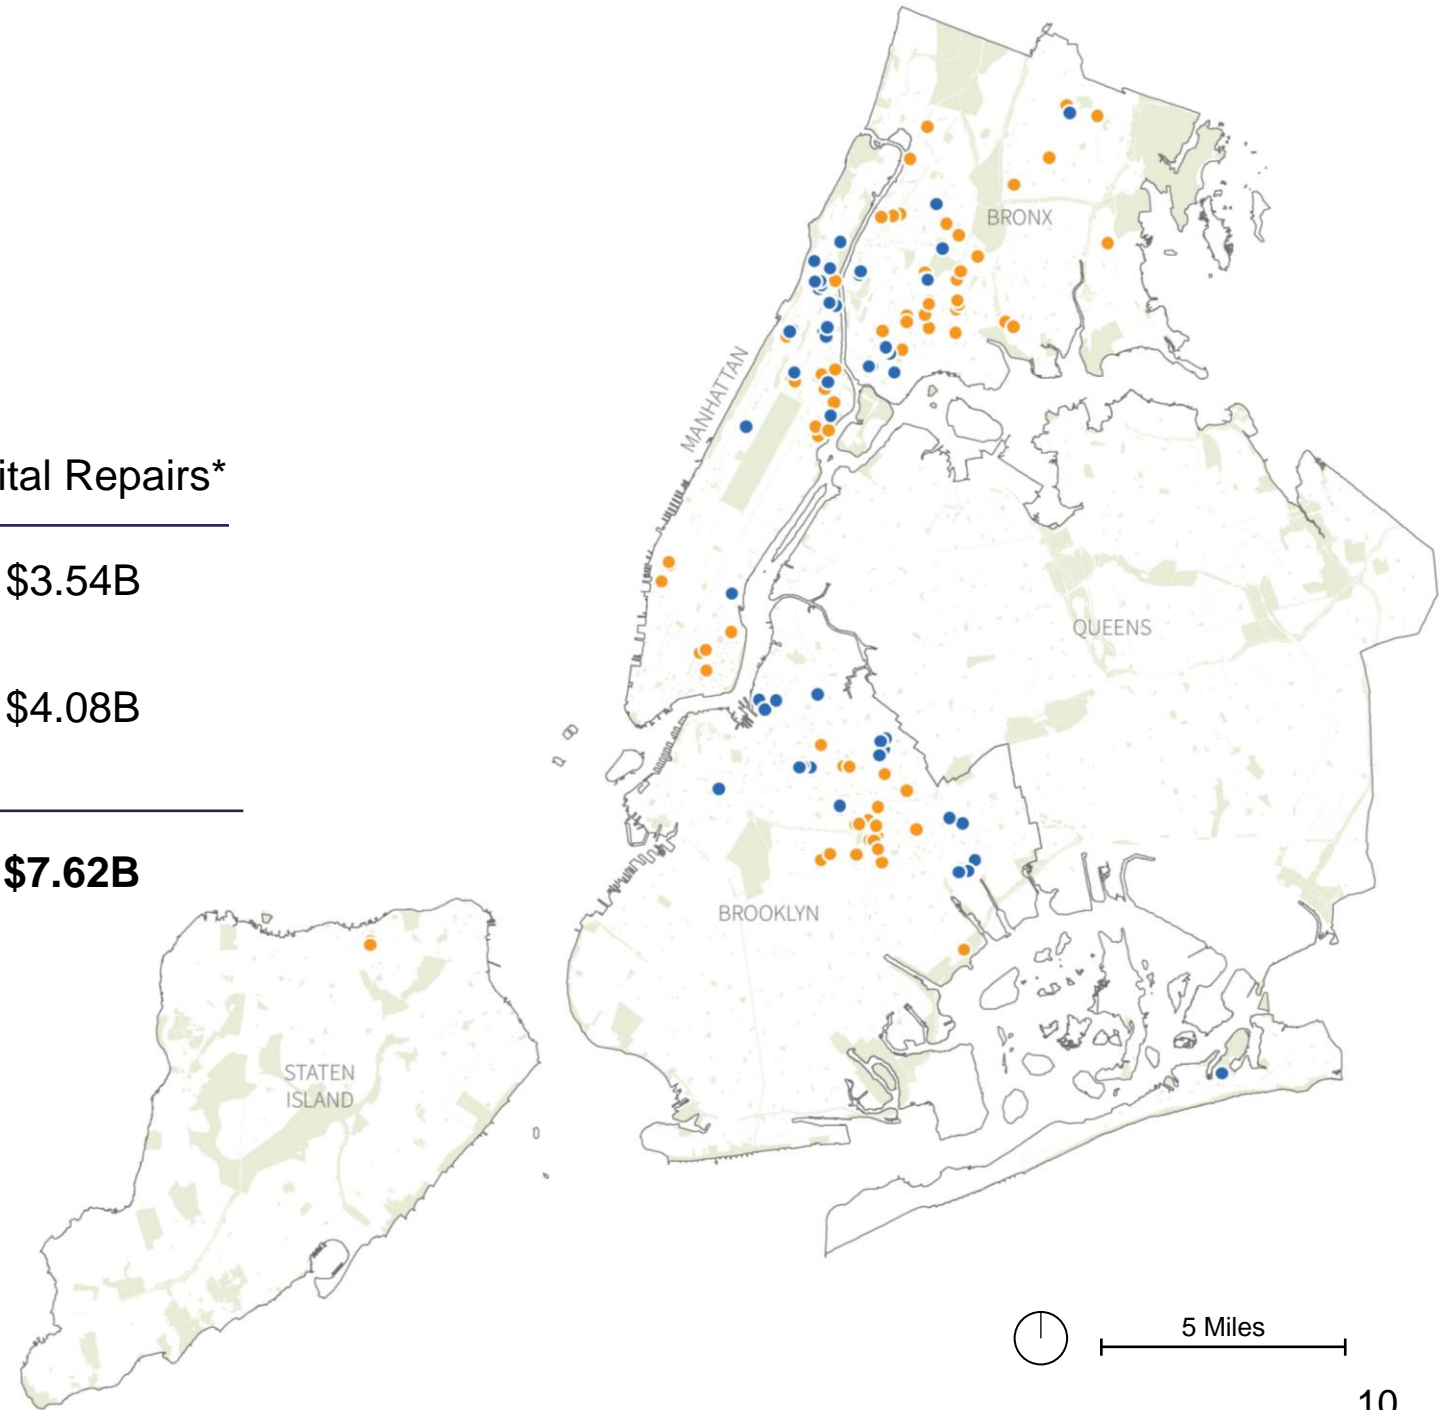 ital Repairs*
$3.54B
$4.08B
$7.62B
BRONX
MANHATTAN
QUEENS
BROOKLYN
STATEN
ISLAND
5 Miles
10